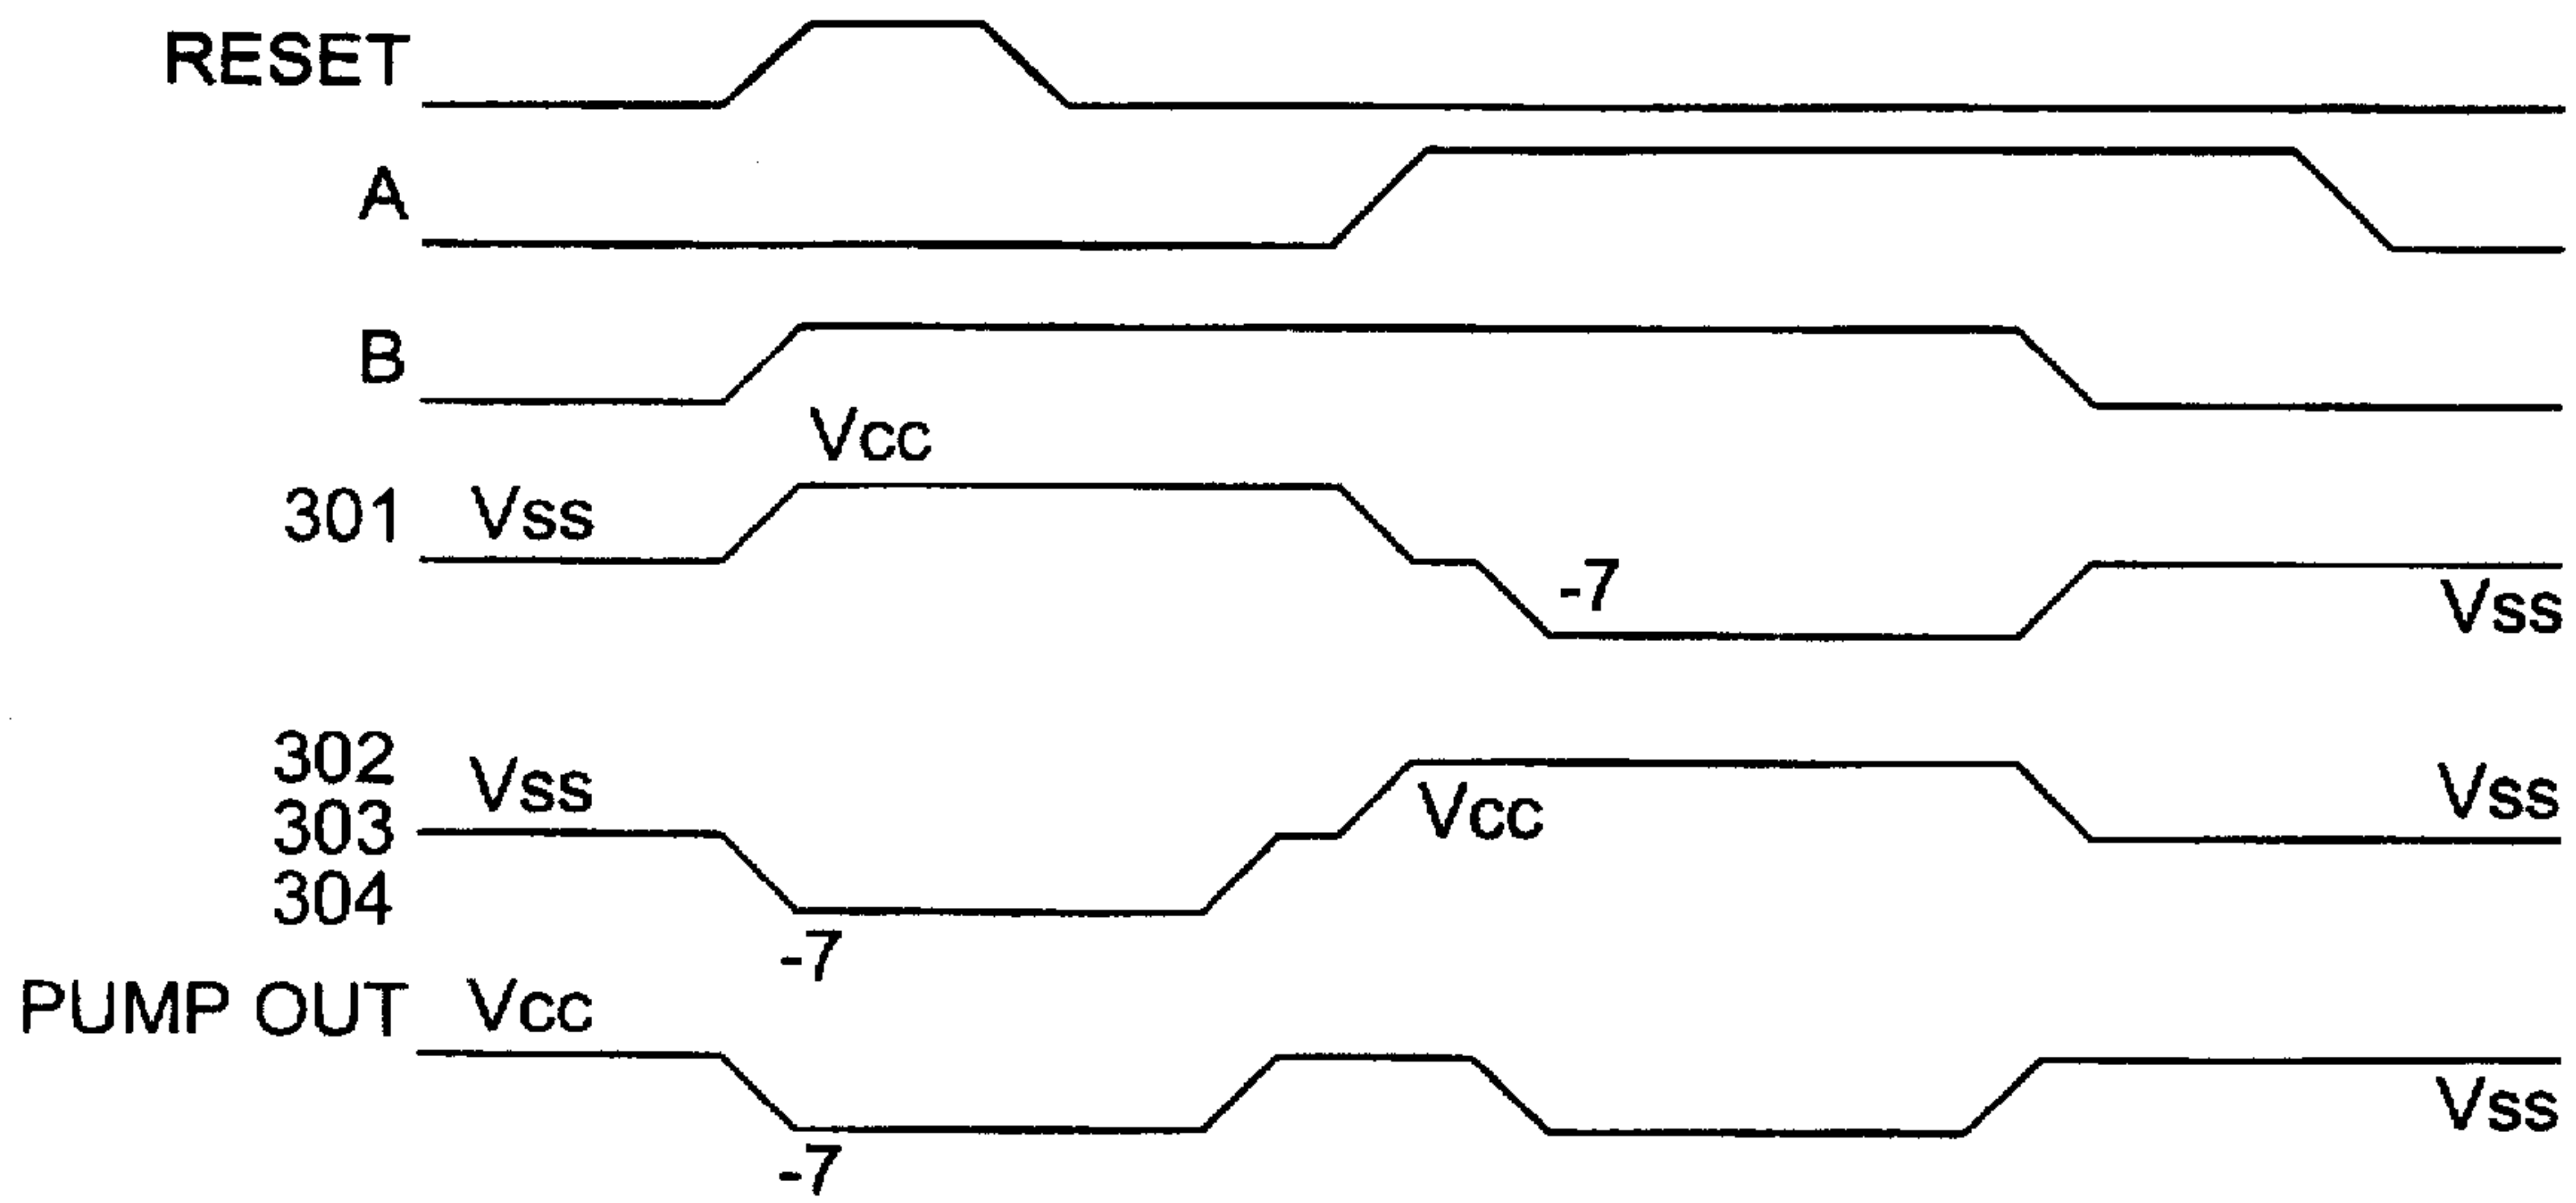 RESET
A
B
Vcc
301 Vss
-7
Vss
302
303
304
Vss
Vcc
Vss
-7
PUMP OUT Vcc
Vss
-7